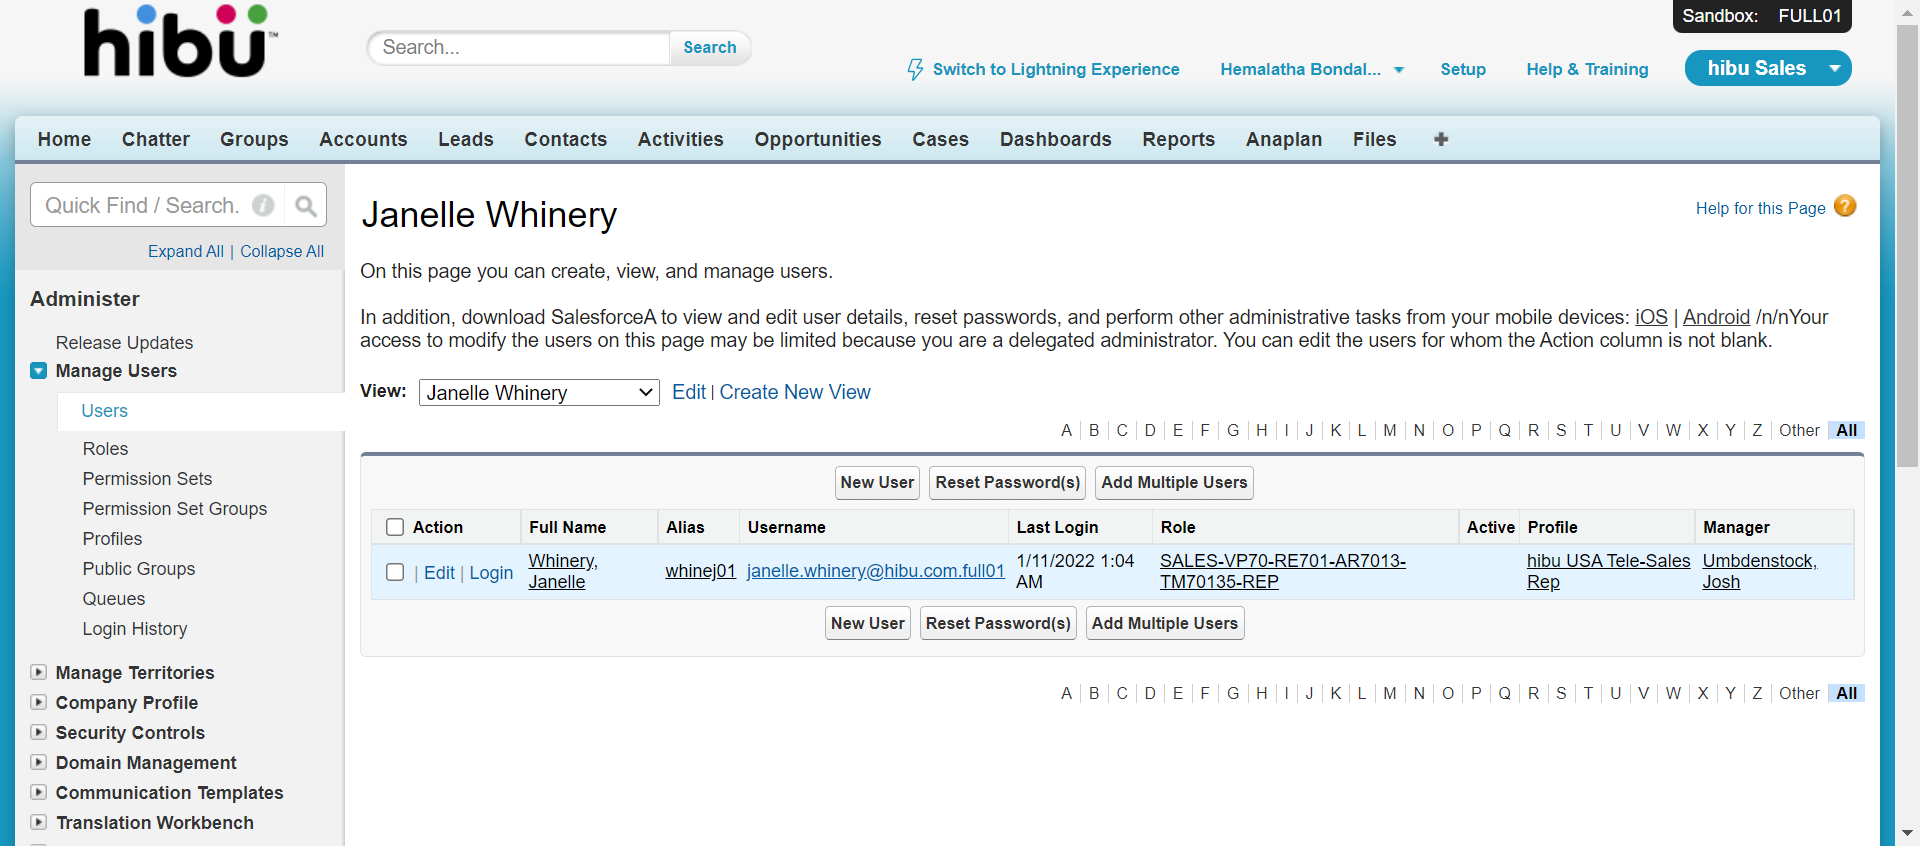 hibu™
Search...
Search
Sandbox: FULL01
Switch to Lightning Experience
Hemalatha Bondal...
Setup
Help & Training
hibu Sales
Home Chatter Groups Accounts Leads Contacts Activities Opportunities Cases Dashboards Reports Anaplan Files
Quick Find / Search.
Expand All | Collapse All
Administer
Release Updates
Manage Users
Users
Roles
Permission Sets
Permission Set Groups
Profiles
Public Groups
Queues
Login History
Manage Territories
Company Profile
Security Controls
Domain Management
Communication Templates
Translation Workbench
Janelle Whinery
Help for this Page ?
On this page you can create, view, and manage users.
In addition, download SalesforceA to view and edit user details, reset passwords, and perform other administrative tasks from your mobile devices: iOS | Android /n/nYour
access to modify the users on this page may be limited because you are a delegated administrator. You can edit the users for whom the Action column is not blank.
View: Janelle Whinery Edit | Create New View
A | B | C | D | E | F | G | H | I | J | K | L | M | N | O | P | Q | R | S | T | U | V | W | X | Y | Z | Other | All
New User Reset Password(s) Add Multiple Users
Action Full Name Alias Username Last Login Role Active Profile Manager
| Edit | Login Whinery, whinej01 janelle.whinery@hibu.com.full01 1/11/2022 1:04 SALES-VP70-RE701-AR7013- hibu USA Tele-Sales Umbdenstock,
Janelle AM TM70135-REP Rep Josh
New User Reset Password(s) Add Multiple Users
A | B | C | D | E | F | G | H | I | J | K | L | M | N | O | P | Q | R | S | T | U | V | W | X | Y | Z | Other | All